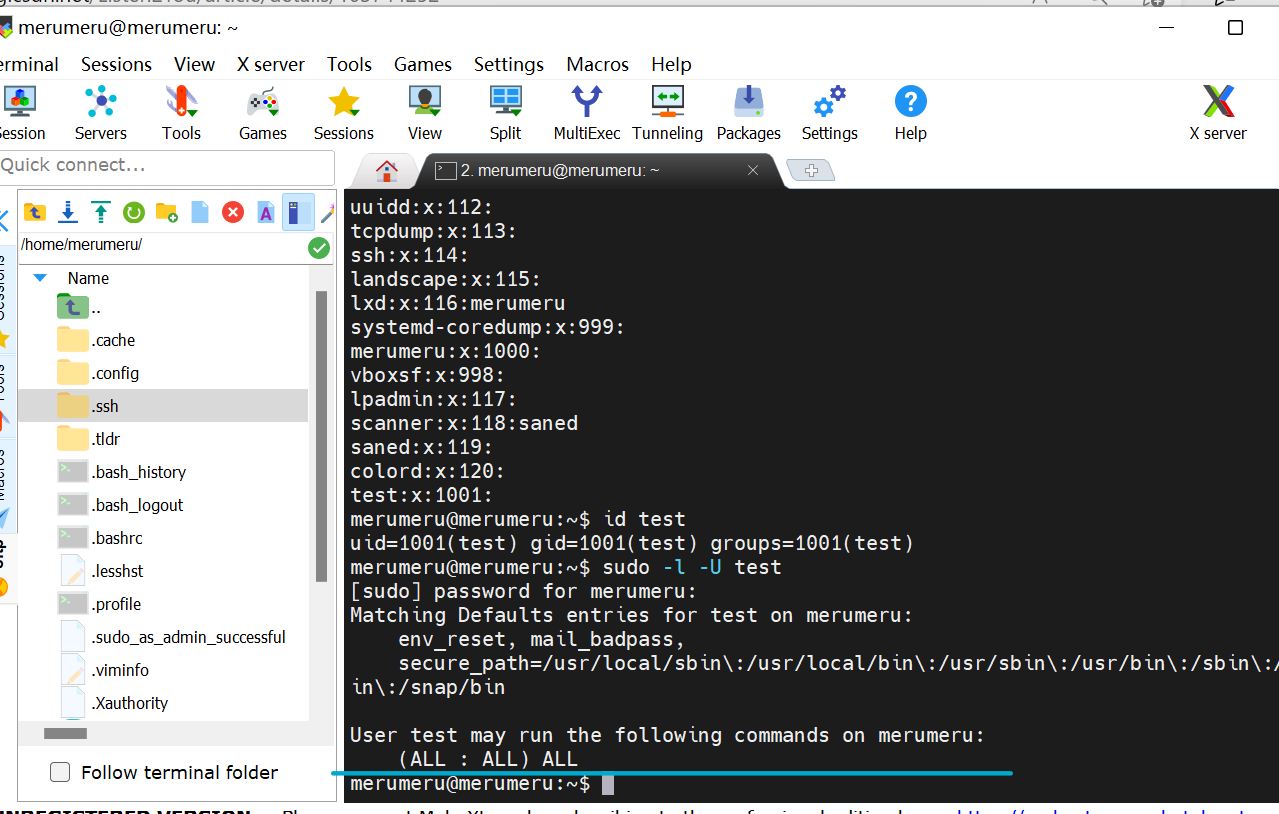 merumeru@merumeru: ~
Sessions View X server Tools Games Settings Macros Help
Servers Tools Games Sessions View Split MultiExec Tunneling Packages Settings Help X server
Quick connect...
2. merumeru@merumeru: ~
/home/merumeru/
Name
..
.cache
.config
.ssh
.tldr
.bash_history
.bash_logout
.bashrc
.lesshst
.profile
.sudo_as_admin_successful
.viminfo
.Xauthority
Follow terminal folder
uuidd:x:112:
tcpdump:x:113:
ssh:x:114:
landscape:x:115:
lxd:x:116:merumeru
systemd-coredump:x:999:
merumeru:x:1000:
vboxsf:x:998:
lpadmin:x:117:
scanner:x:118:saned
saned:x:119:
colord:x:120:
test:x:1001:
merumeru@merumeru:~$ id test
uid=1001(test) gid=1001(test) groups=1001(test)
merumeru@merumeru:~$ sudo -l -U test
[sudo] password for merumeru:
Matching Defaults entries for test on merumeru:
env_reset, mail_badpass,
secure_path=/usr/local/sbin\:/usr/local/bin\:/usr/sbin\:/usr/bin\:/sbin\:/
in\:/snap/bin
User test may run the following commands on merumeru:
(ALL : ALL) ALL
merumeru@merumeru:~$